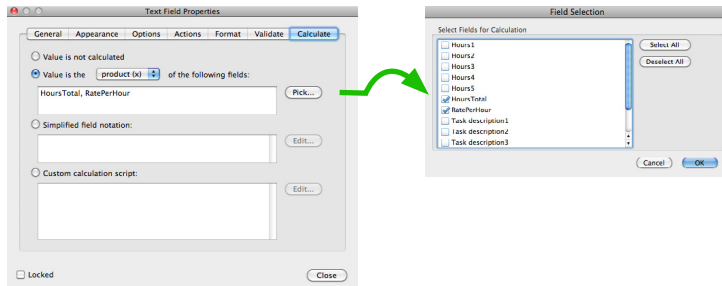 Text Field Properties
General Appearance Options Actions Format Validate Calculate
Value is not calculated
Value is the product (x) of the following fields:
HoursTotal, RatePerHour
Pick...
Simplified field notation:
Edit...
Custom calculation script:
Edit...
Locked
Close
Field Selection
Select Fields for Calculation
Hours1
Hours2
Hours3
Hours4
Hours5
HoursTotal
RatePerHour
Task description1
Task description2
Task description3
Select All
Deselect All
Cancel OK